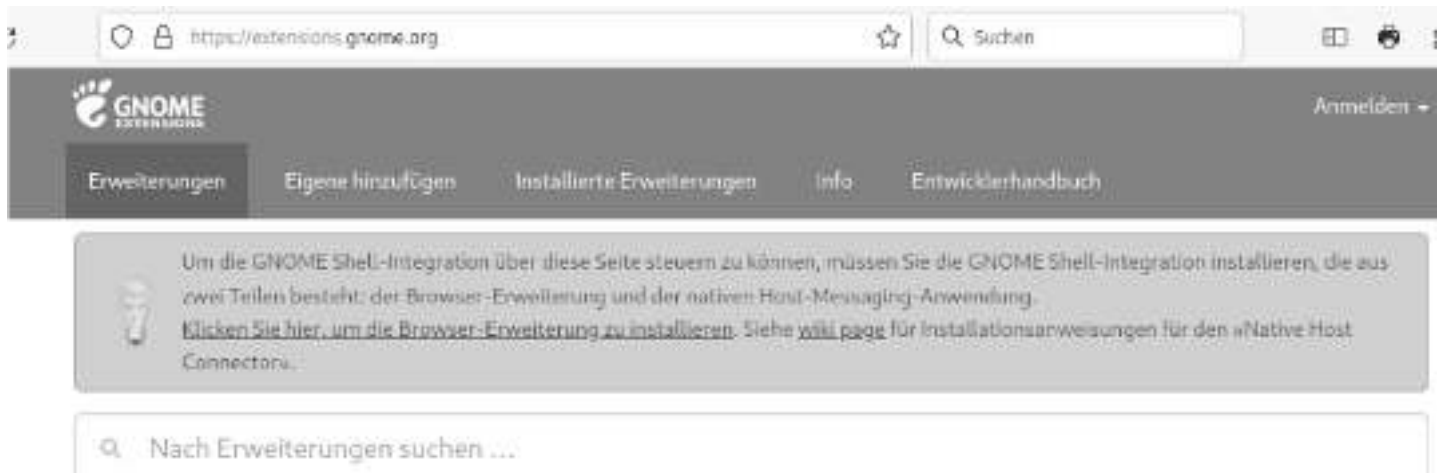 https://extensions.gnome.org
Suchen
GNOME
EXTENSIONS
Anmelden
Erweiterungen
Eigene hinzufügen
Installierte Erweiterungen
Info
Entwicklerhandbuch
Um die GNOME Shell-Integration über diese Seite steuern zu können, müssen Sie die GNOME Shell-Integration installieren, die aus
zwei Teilen besteht: der Browser-Erweiterung und der nativen Host-Messaging-Anwendung.
Klicken Sie hier, um die Browser-Erweiterung zu installieren. Siehe wiki page für Installationsanweisungen für den »Native Host
Connector«.
Nach Erweiterungen suchen …